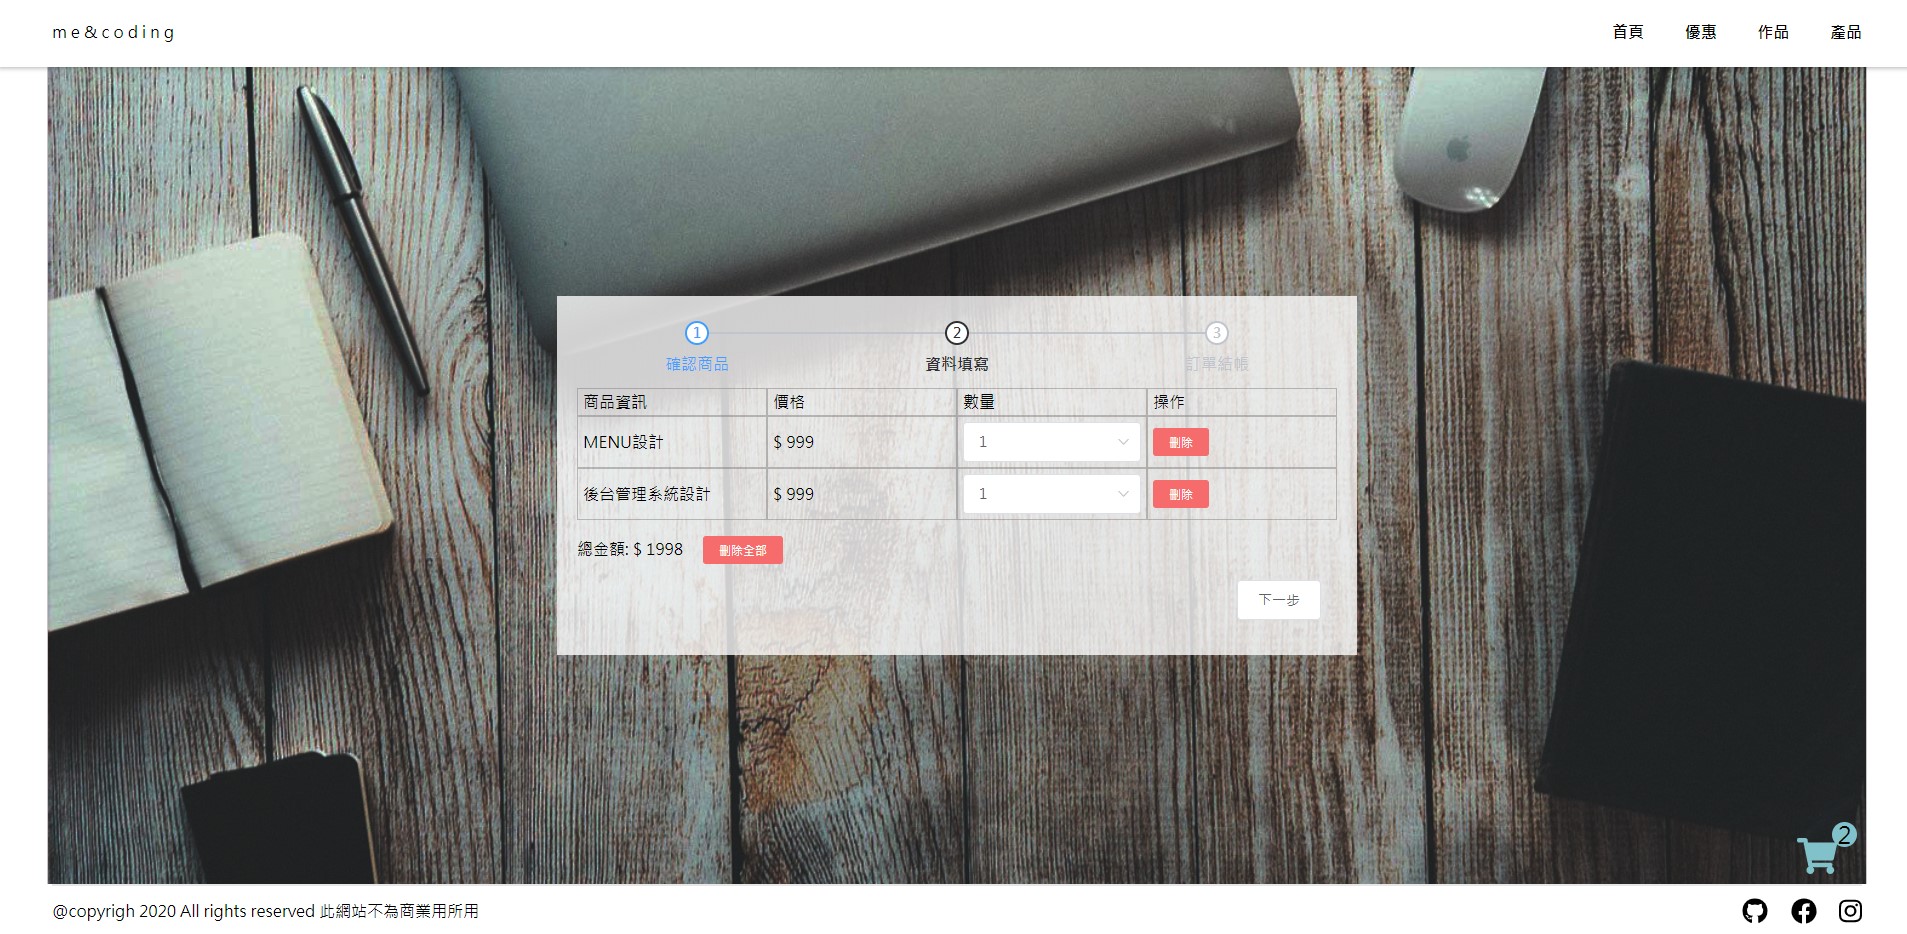 me&coding
首頁 優惠 作品 產品
1 2 3
確認商品 資料填寫 訂單結帳
商品資訊 價格 數量 操作
MENU設計 $ 999 1 刪除
後台管理系統設計 $ 999 1 刪除
總金額: $ 1998 刪除全部
下一步
2
@copyrigh 2020 All rights reserved 此網站不為商業用所用